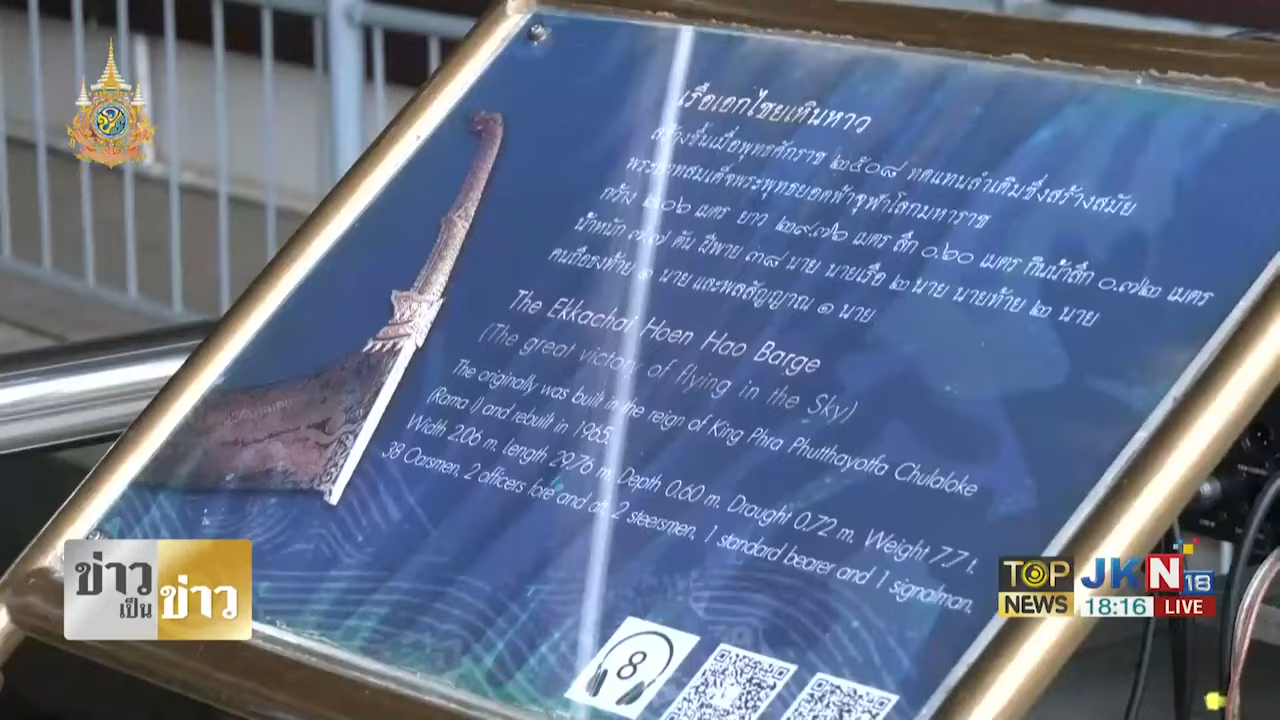 เรือเอกไชยเหินหาว
สร้างขึ้นเมื่อพุทธศักราช ๒๕๐๘ ทดแทนลำเดิมซึ่งสร้างสมัย
พระบาทสมเด็จพระพุทธยอดฟ้าจุฬาโลกมหาราช
กว้าง ๒.๐๖ เมตร ยาว ๒๙.๗๖ เมตร ลึก ๐.๖๐ เมตร กินน้ำลึก ๐.๗๒ เมตร
น้ำหนัก ๗.๗ ตัน ฝีพาย ๓๘ นาย นายเรือ ๒ นาย นายท้าย ๒ นาย
คนถือธงท้าย ๑ นาย และพลสัญญาณ ๑ นาย
The Ekkachai Hoen Hao Barge
(The great victory of flying in the Sky)
The originally was built in the reign of King Phra Phutthayotfa Chulaloke
(Rama I) and rebuilt in 1965.
Width 2.06 m. Length 29.76 m. Depth 0.60 m. Draught 0.72 m. Weight 7.7 t.
38 Oarsmen, 2 officers fore and aft, 2 steersmen, 1 standard bearer and 1 signalman.
8
ข่าว
เป็น
ข่าว
TOP
NEWS
JKN18
18:16 LIVE